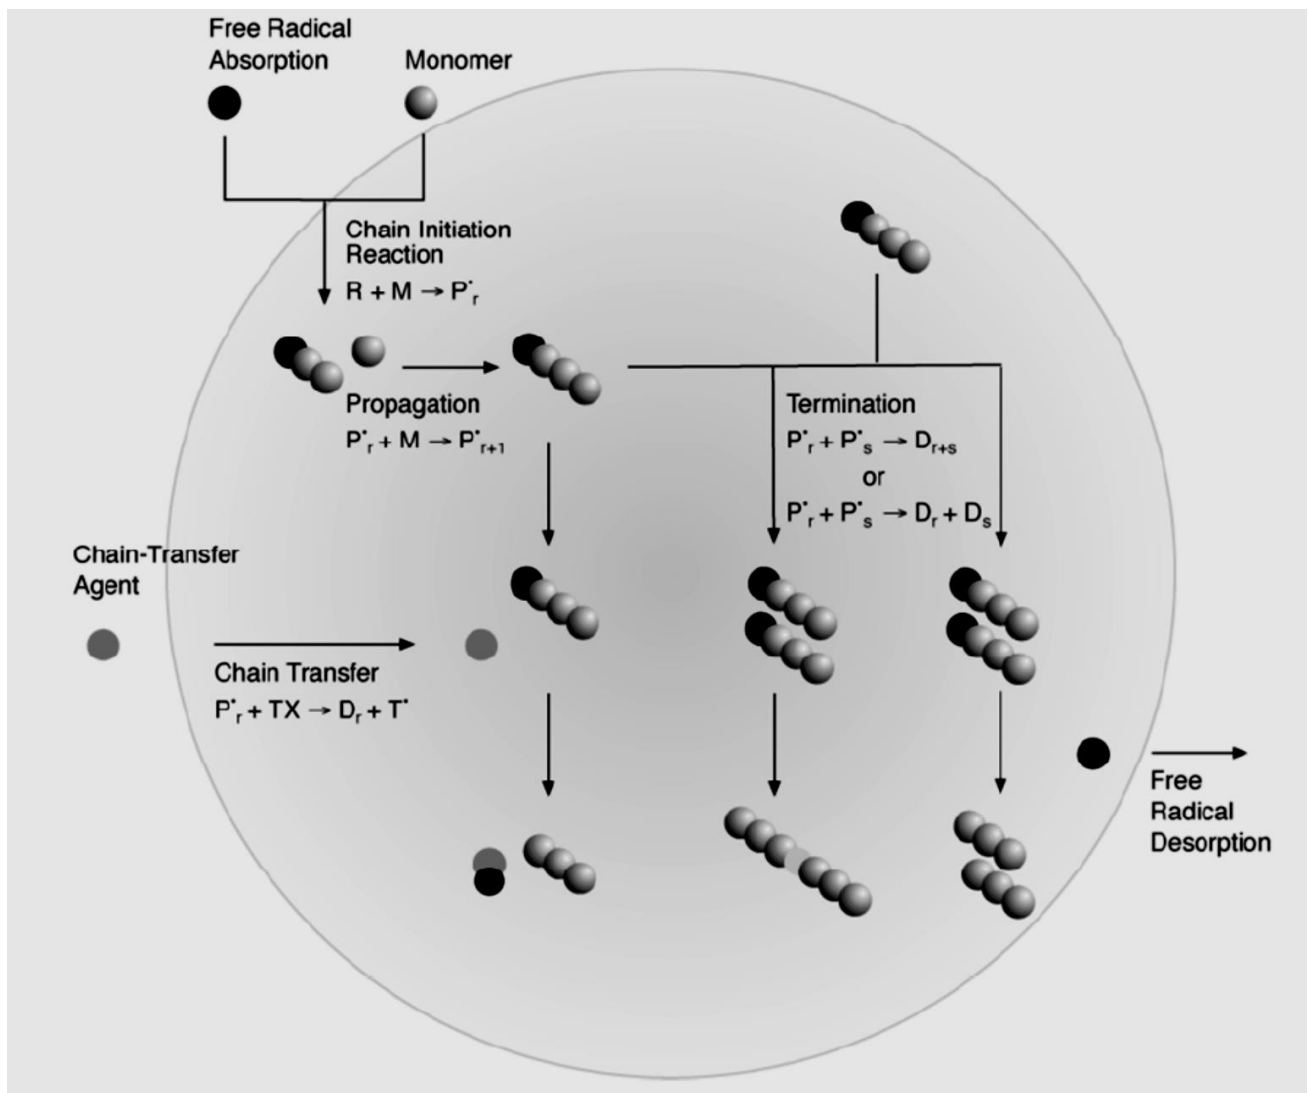 Free Radical
Absorption
Monomer
Chain Initiation
Reaction
R + M → P•r
Propagation
P•r + M → P•r+1
Termination
P•r + P•s → Dr+s
or
P•r + P•s → Dr + Ds
Chain-Transfer
Agent
Chain Transfer
P•r + TX → Dr + T•
Free
Radical
Desorption